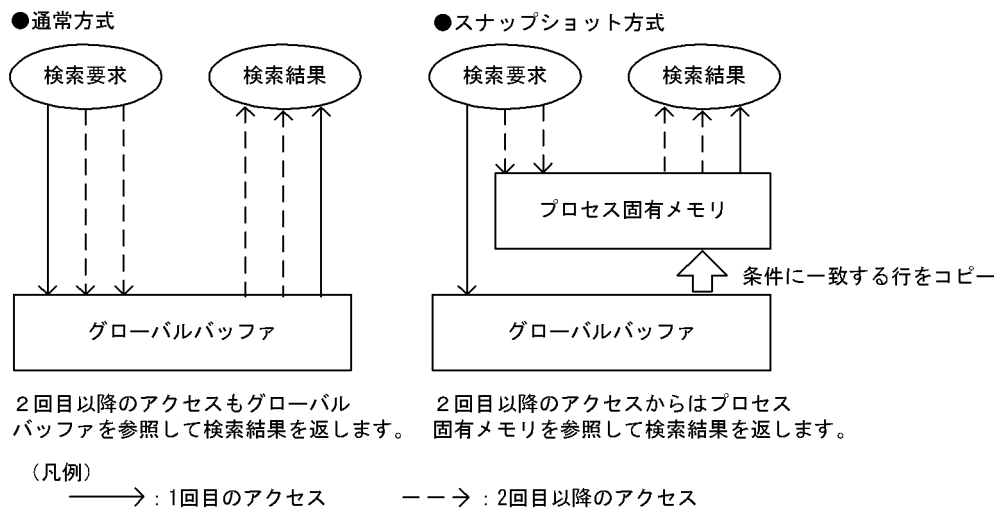 ●通常方式
検索要求
検索結果
グローバルバッファ
2回目以降のアクセスもグローバル
バッファを参照して検索結果を返します。
●スナップショット方式
検索要求
検索結果
プロセス固有メモリ
条件に一致する行をコピー
グローバルバッファ
2回目以降のアクセスからはプロセス
固有メモリを参照して検索結果を返します。
(凡例)
：1回目のアクセス
：2回目以降のアクセス